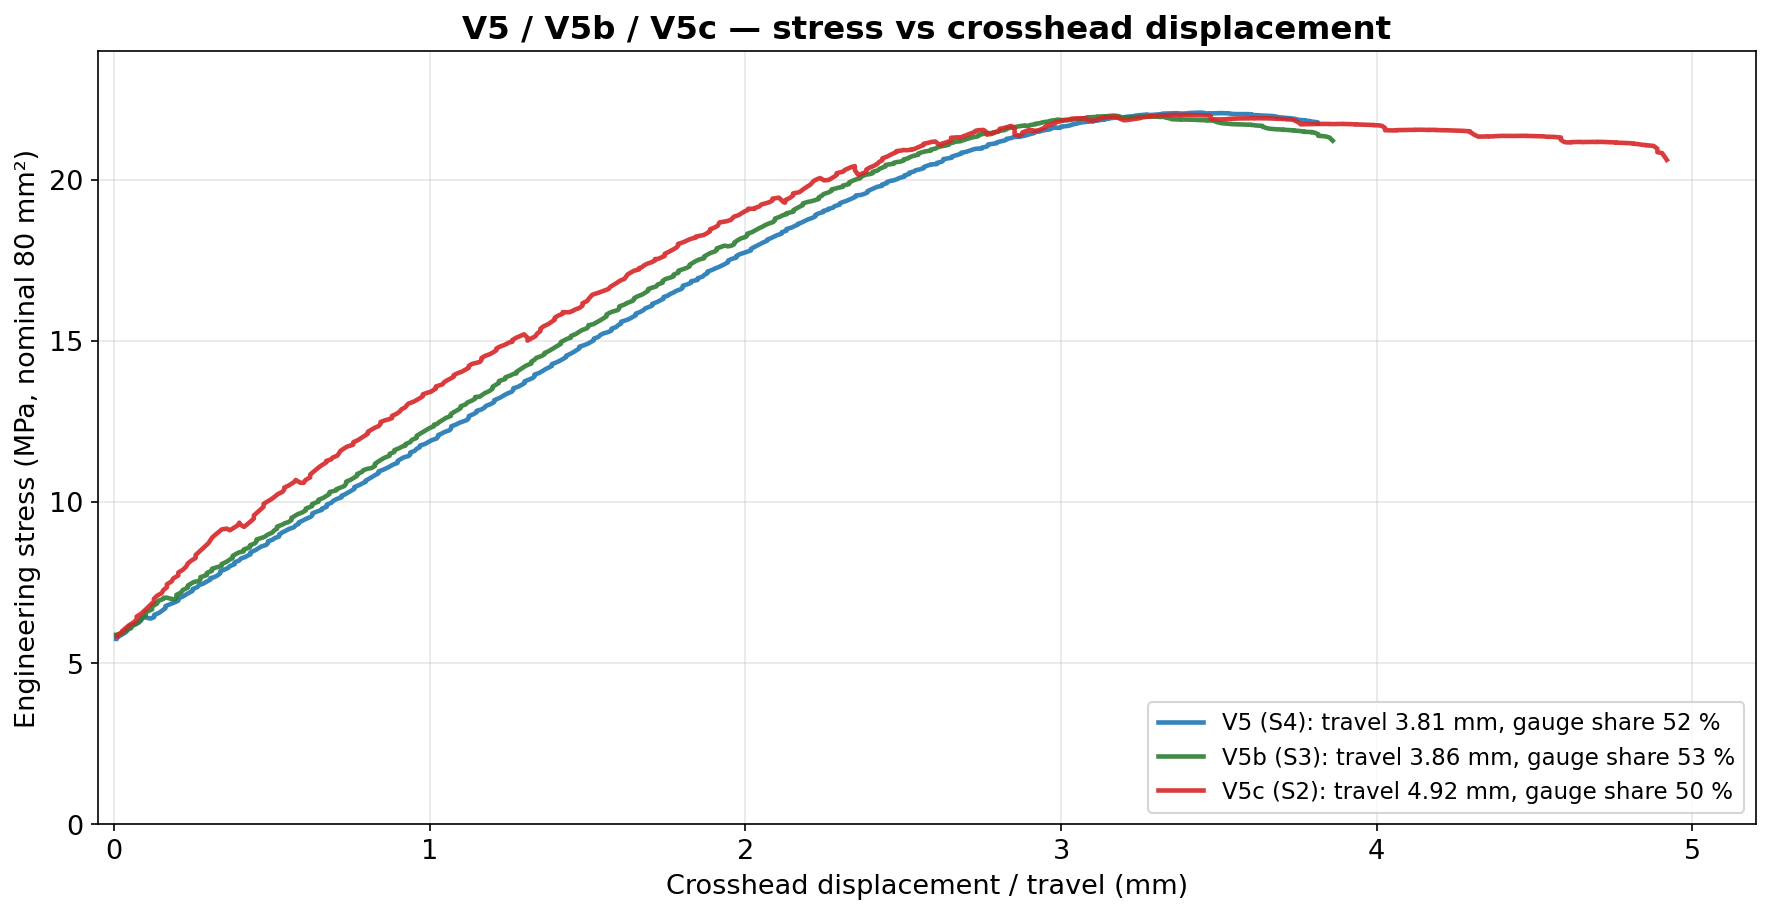 V5 / V5b / V5c — stress vs crosshead displacement
Engineering stress (MPa, nominal 80 mm²)
20
15
10
5
0
0 1 2 3 4 5
Crosshead displacement / travel (mm)
V5 (S4): travel 3.81 mm, gauge share 52 %
V5b (S3): travel 3.86 mm, gauge share 53 %
V5c (S2): travel 4.92 mm, gauge share 50 %